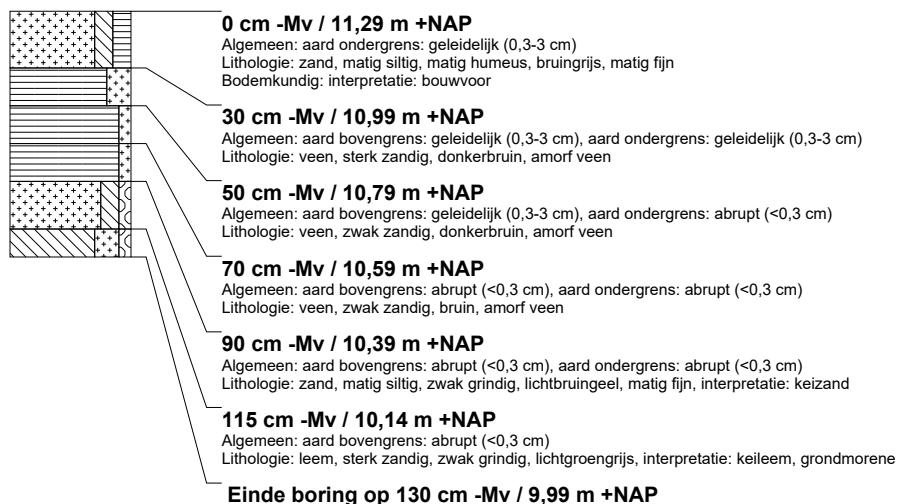 0 cm -Mv / 11,29 m +NAP
Algemeen: aard ondergrens: geleidelijk (0,3-3 cm)
Lithologie: zand, matig siltig, matig humeus, bruingrijs, matig fijn
Bodemkundig: interpretatie: bouwvoor
30 cm -Mv / 10,99 m +NAP
Algemeen: aard bovengrens: geleidelijk (0,3-3 cm), aard ondergrens: geleidelijk (0,3-3 cm)
Lithologie: veen, sterk zandig, donkerbruin, amorf veen
50 cm -Mv / 10,79 m +NAP
Algemeen: aard bovengrens: geleidelijk (0,3-3 cm), aard ondergrens: abrupt (<0,3 cm)
Lithologie: veen, zwak zandig, donkerbruin, amorf veen
70 cm -Mv / 10,59 m +NAP
Algemeen: aard bovengrens: abrupt (<0,3 cm), aard ondergrens: abrupt (<0,3 cm)
Lithologie: veen, zwak zandig, bruin, amorf veen
90 cm -Mv / 10,39 m +NAP
Algemeen: aard bovengrens: abrupt (<0,3 cm), aard ondergrens: abrupt (<0,3 cm)
Lithologie: zand, matig siltig, zwak grindig, lichtbruingeel, matig fijn, interpretatie: keizand
115 cm -Mv / 10,14 m +NAP
Algemeen: aard bovengrens: abrupt (<0,3 cm)
Lithologie: leem, sterk zandig, zwak grindig, lichtgroengrijs, interpretatie: keileem, grondmorene
Einde boring op 130 cm -Mv / 9,99 m +NAP